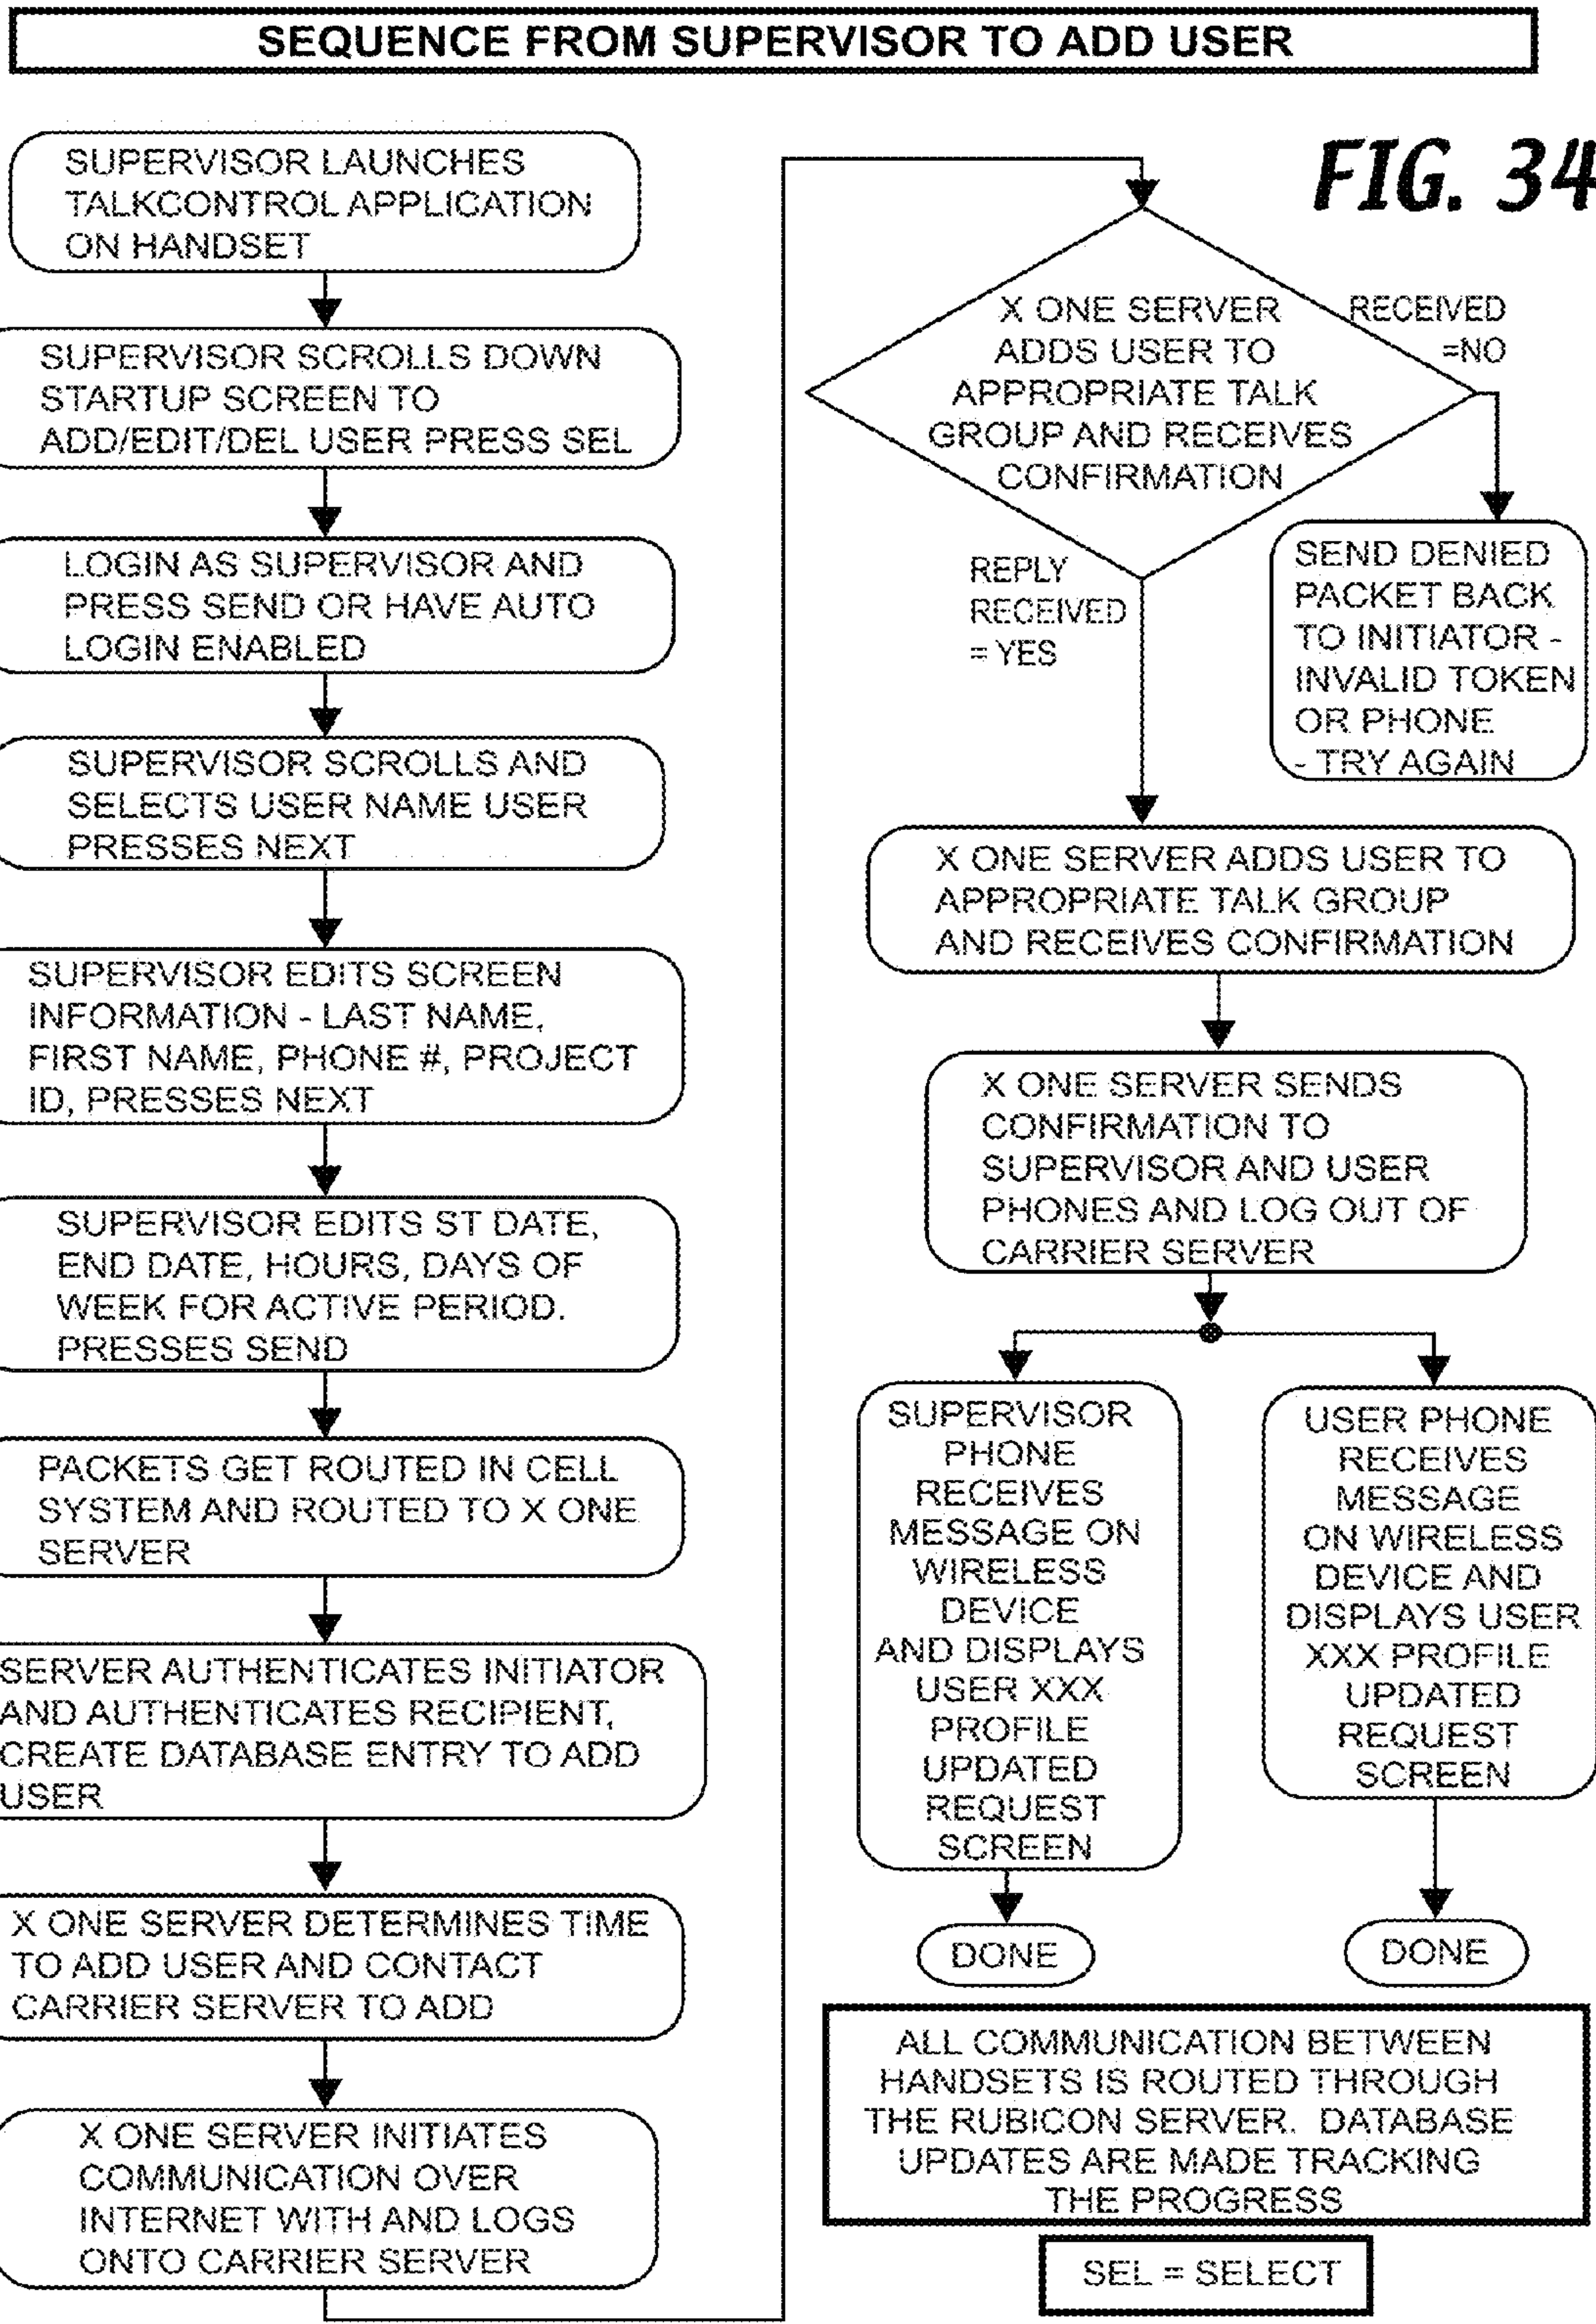 SEQUENCE FROM SUPERVISOR TO ADD USER
FIG. 34
SUPERVISOR LAUNCHES
TALKCONTROL APPLICATION
ON HANDSET
SUPERVISOR SCROLLS DOWN
STARTUP SCREEN TO
ADD/EDIT/DEL USER PRESS SEL
LOGIN AS SUPERVISOR AND
PRESS SEND OR HAVE AUTO
LOGIN ENABLED
SUPERVISOR SCROLLS AND
SELECTS USER NAME USER
PRESSES NEXT
SUPERVISOR EDITS SCREEN
INFORMATION - LAST NAME,
FIRST NAME, PHONE #, PROJECT
ID, PRESSES NEXT
SUPERVISOR EDITS ST DATE,
END DATE, HOURS, DAYS OF
WEEK FOR ACTIVE PERIOD.
PRESSES SEND
PACKETS GET ROUTED IN CELL
SYSTEM AND ROUTED TO X ONE
SERVER
SERVER AUTHENTICATES INITIATOR
AND AUTHENTICATES RECIPIENT,
CREATE DATABASE ENTRY TO ADD
USER
X ONE SERVER DETERMINES TIME
TO ADD USER AND CONTACT
CARRIER SERVER TO ADD
X ONE SERVER INITIATES
COMMUNICATION OVER
INTERNET WITH AND LOGS
ONTO CARRIER SERVER
X ONE SERVER
ADDS USER TO
APPROPRIATE TALK
GROUP AND RECEIVES
CONFIRMATION
RECEIVED
=NO
REPLY
RECEIVED
= YES
SEND DENIED
PACKET BACK
TO INITIATOR -
INVALID TOKEN
OR PHONE
- TRY AGAIN
X ONE SERVER ADDS USER TO
APPROPRIATE TALK GROUP
AND RECEIVES CONFIRMATION
X ONE SERVER SENDS
CONFIRMATION TO
SUPERVISOR AND USER
PHONES AND LOG OUT OF
CARRIER SERVER
SUPERVISOR
PHONE
RECEIVES
MESSAGE ON
WIRELESS
DEVICE
AND DISPLAYS
USER XXX
PROFILE
UPDATED
REQUEST
SCREEN
DONE
USER PHONE
RECEIVES
MESSAGE
ON WIRELESS
DEVICE AND
DISPLAYS USER
XXX PROFILE
UPDATED
REQUEST
SCREEN
DONE
ALL COMMUNICATION BETWEEN
HANDSETS IS ROUTED THROUGH
THE RUBICON SERVER. DATABASE
UPDATES ARE MADE TRACKING
THE PROGRESS
SEL = SELECT